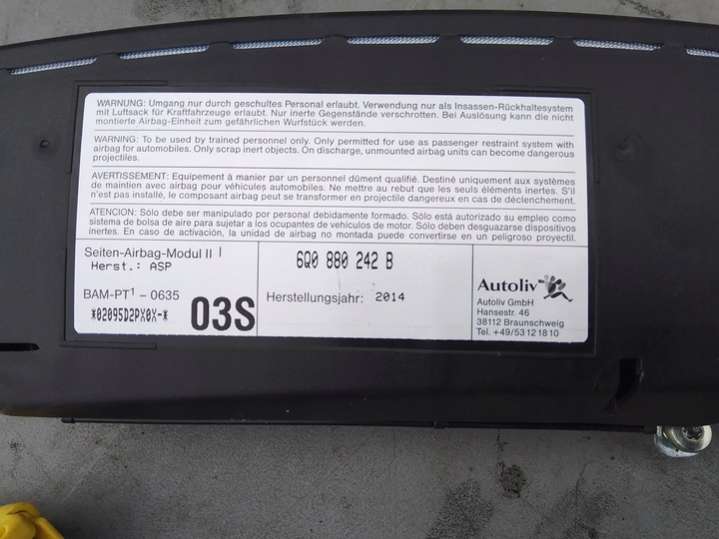 WARNUNG: Umgang nur durch geschultes Personal erlaubt. Verwendung nur als Insassen-Rückhaltesystem
mit Luftsack für Kraftfahrzeuge erlaubt. Nur inerte Gegenstände verschrotten. Bei Auslösung kann die nicht
montierte Airbag-Einheit zum gefährlichen Wurfstück werden.
WARNING: To be used by trained personnel only. Only permitted for use as passenger restraint system with
airbag for automobiles. Only scrap inert objects. On discharge, unmounted airbag units can become dangerous
projectiles.
AVERTISSEMENT: Equipement à manier par un personnel dûment qualifié. Destiné uniquement aux systèmes
de maintien avec airbag pour véhicules automobiles. Ne mettre au rebut que les seuls éléments inertes. S'il
n'est pas installé, le composant airbag peut se transformer en projectile dangereux en cas de déclenchement.
ATENCION: Sólo debe ser manipulado por personal debidamente formado. Sólo está autorizado su empleo como
sistema de bolsa de aire para sujetar a los ocupantes de vehículos de motor. Sólo deben desguazarse dispositivos
inertes. En caso de activación, la unidad de airbag no montada puede convertirse en un peligroso proyectil.
Seiten-Airbag-Modul II I
Herst.: ASP
BAM-PT1 - 0635
*02095D2PX0X-*
03S
6Q0 880 242 B
Herstellungsjahr: 2014
Autoliv
Autoliv GmbH
Hansestr. 46
38112 Braunschweig
Tel. +49/53 121810